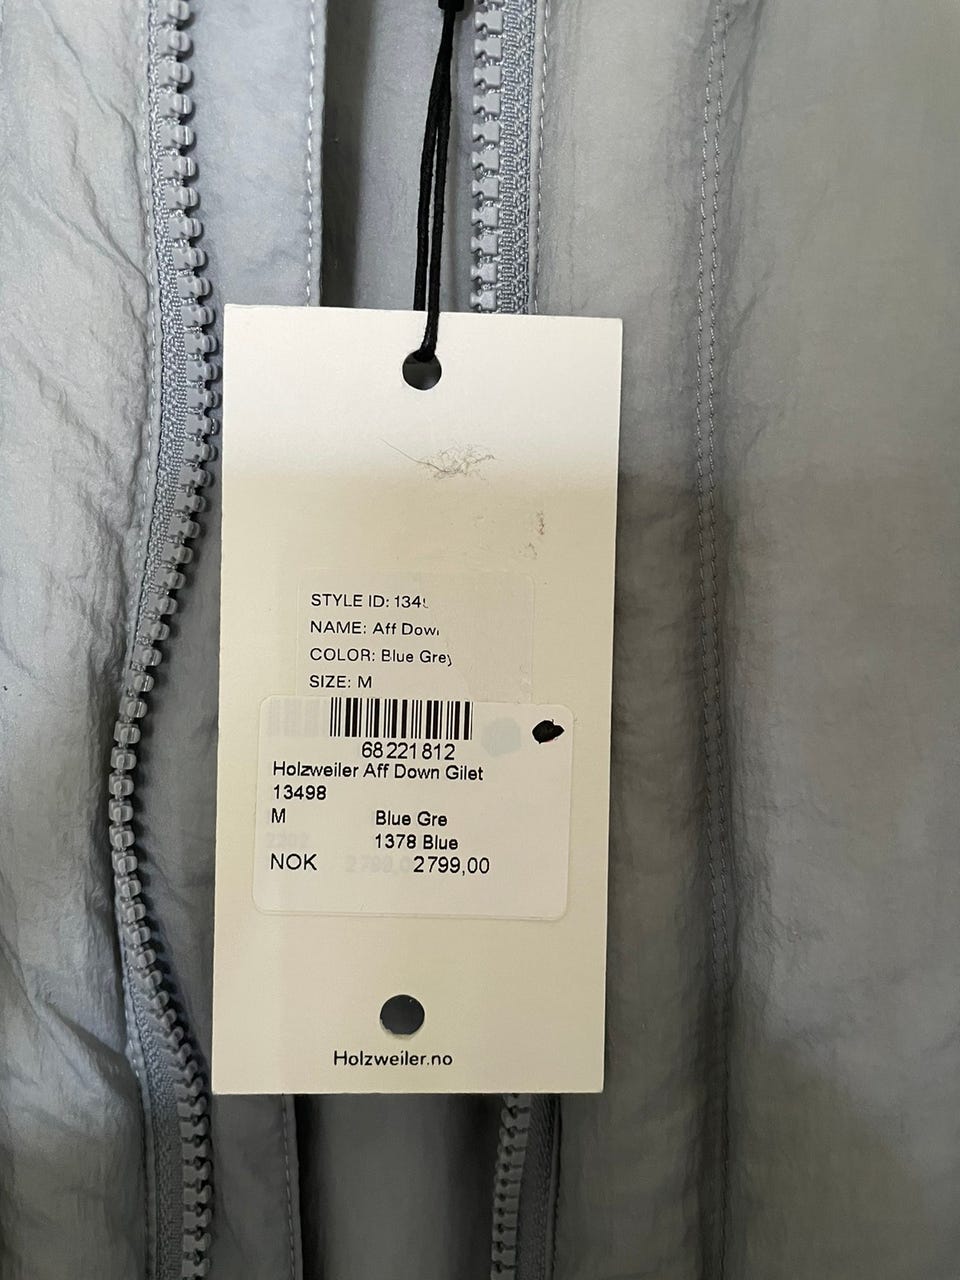 STYLE ID: 134
NAME: Aff Dow
COLOR: Blue Grey
SIZE: M
68221812
Holzweiler Aff Down Gilet
13498
M Blue Gre
1378 Blue
NOK 2799,00
Holzweiler.no